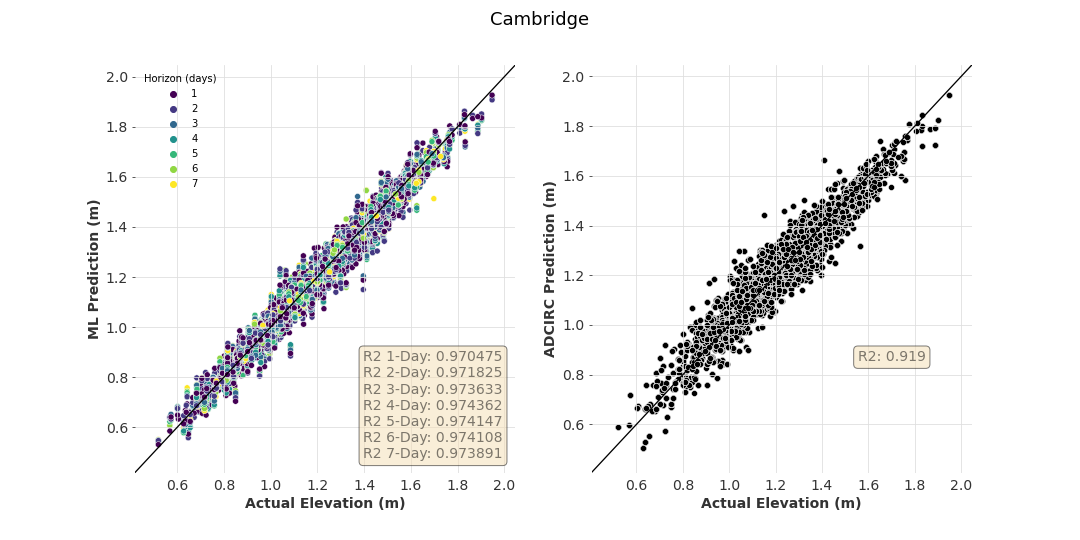 Cambridge
ML Prediction (m)
2.0
1.8
1.6
1.4
1.2
1.0
0.8
0.6
Horizon (days)
1
2
3
4
5
6
7
R2 1-Day: 0.970475
R2 2-Day: 0.971825
R2 3-Day: 0.973633
R2 4-Day: 0.974362
R2 5-Day: 0.974147
R2 6-Day: 0.974108
R2 7-Day: 0.973891
0.6 0.8 1.0 1.2 1.4 1.6 1.8 2.0
Actual Elevation (m)
ADCIRC Prediction (m)
2.0
1.8
1.6
1.4
1.2
1.0
0.8
0.6
R2: 0.919
0.6 0.8 1.0 1.2 1.4 1.6 1.8 2.0
Actual Elevation (m)